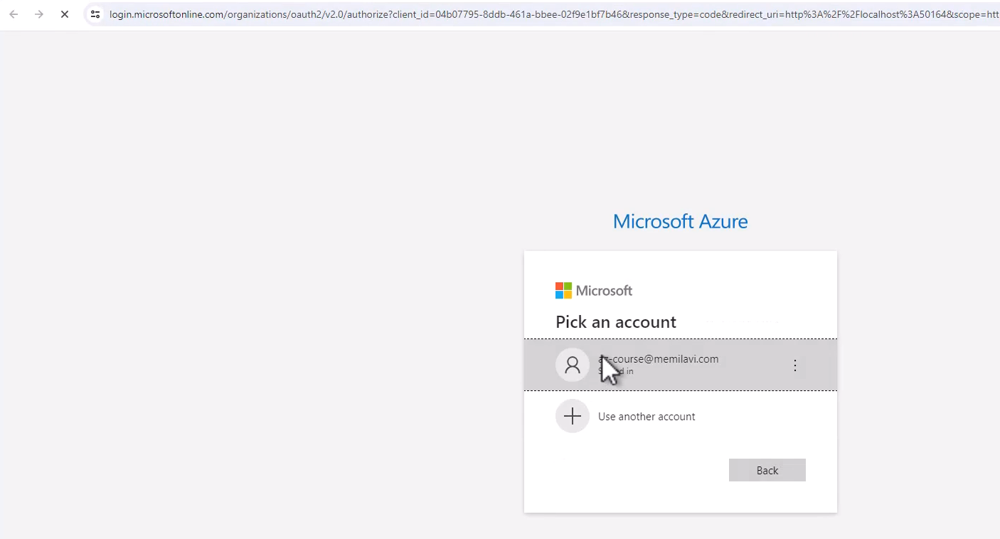 login.microsoftonline.com/organizations/oauth2/v2.0/authorize?client_id=04b07795-8ddb-461a-bbee-02f9e1bf7b46&response_type=code&redirect_uri=http%3A%2F%2Flocalhost%3A50164&scope=htt
Microsoft Azure
Microsoft
Pick an account
az-course@memilavi.com
in
Use another account
Back